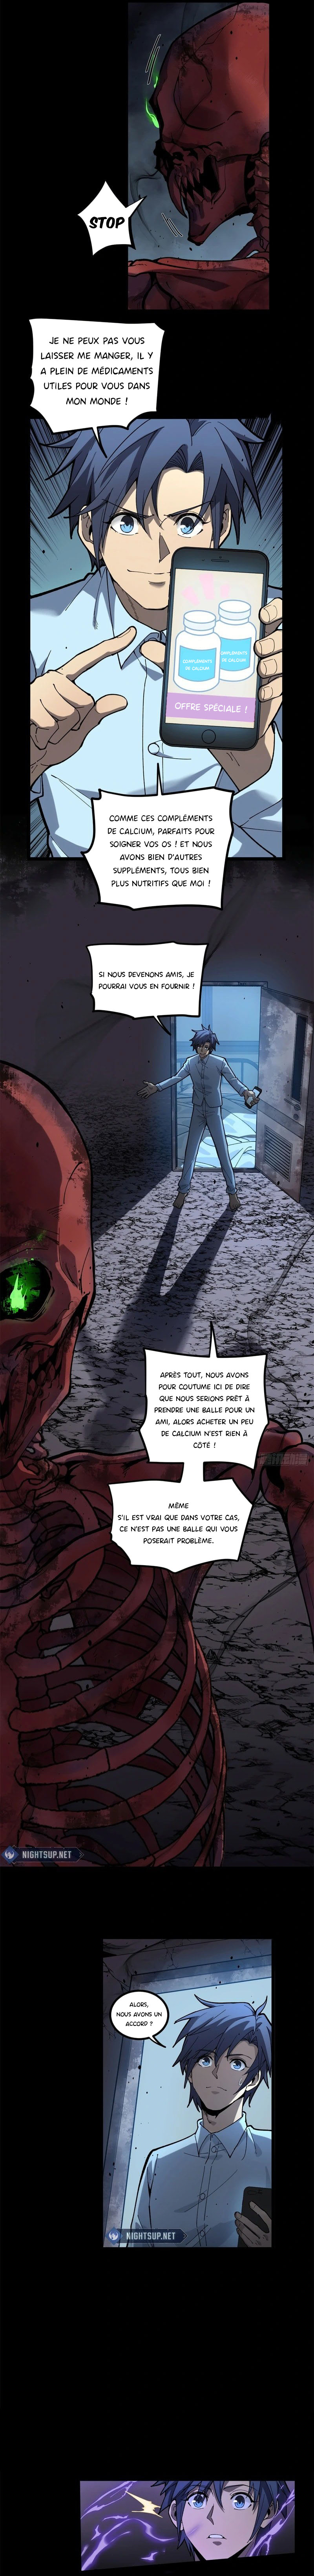 STOP
JE NE PEUX PAS VOUS
LAISSER ME MANGER, IL Y
A PLEIN DE MÉDICAMENTS
UTILES POUR VOUS DANS
MON MONDE !
COMPLEMENTS
DE CALCIUM
DE CALCIUM
OFFRE SPÉCIALE !
COMME CES COMPLÉMENTS
DE CALCIUM, PARFAITS POUR
SOIGNER VOS OS ! ET NOUS
AVONS BIEN D'AUTRES
SUPPLÉMENTS, TOUS BIEN
PLUS NUTRITIFS QUE MOI !
SI NOUS DEVENONS AMIS, JE
POURRAI VOUS EN FOURNIR !
APRÈS TOUT, NOUS AVONS
POUR COUTUME ICI DE DIRE
QUE NOUS SERIONS PRÊT À
PRENDRE UNE BALLE POUR UN
AMI, ALORS ACHETER UN PEU
DE CALCIUM N'EST RIEN À
CÔTÉ !
MÊME
S'IL EST VRAI QUE DANS VOTRE CAS,
CE N'EST PAS UNE BALLE QUI VOUS
POSERAIT PROBLÈME.
NIGHTSUP.NET
ALORS,
NOUS AVONS UN
ACCORD ?
NIGHTSUP.NET